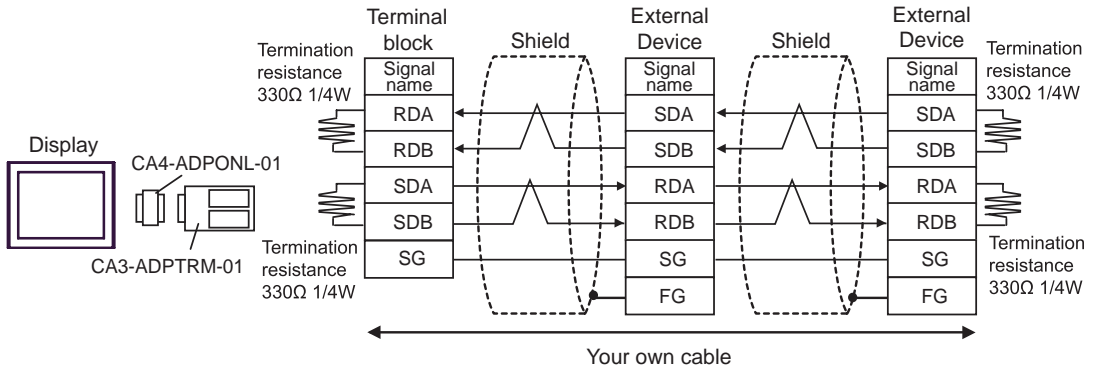 Display
CA4-ADPONL-01
CA3-ADPTRM-01
Termination
resistance
330Ω 1/4W
Termination
resistance
330Ω 1/4W
Terminal
block
Signal
name
RDA
RDB
SDA
SDB
SG
Shield
External
Device
Signal
name
SDA
SDB
RDA
RDB
SG
FG
Shield
External
Device
Signal
name
SDA
SDB
RDA
RDB
SG
FG
Termination
resistance
330Ω 1/4W
Termination
resistance
330Ω 1/4W
Your own cable